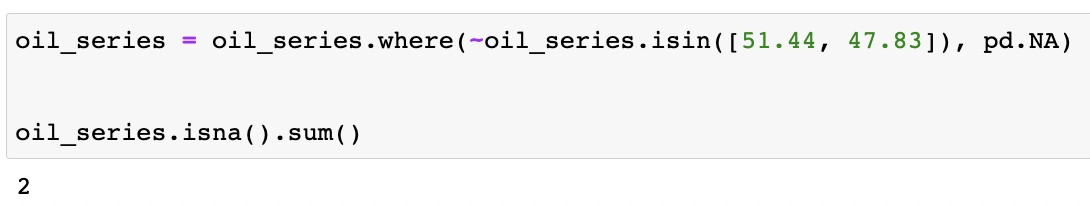 oil_series = oil_series.where(~oil_series.isin([51.44, 47.83]), pd.NA)
oil_series.isna().sum()
2